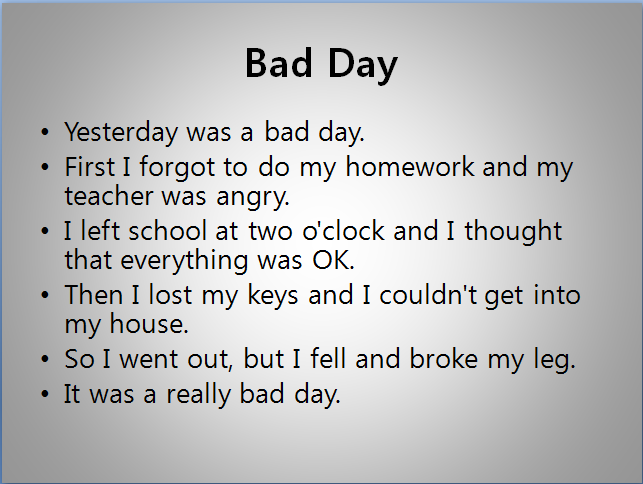 Bad Day
• Yesterday was a bad day.
• First I forgot to do my homework and my
teacher was angry.
• I left school at two o'clock and I thought
that everything was OK.
• Then I lost my keys and I couldn't get into
my house.
• So I went out, but I fell and broke my leg.
• It was a really bad day.